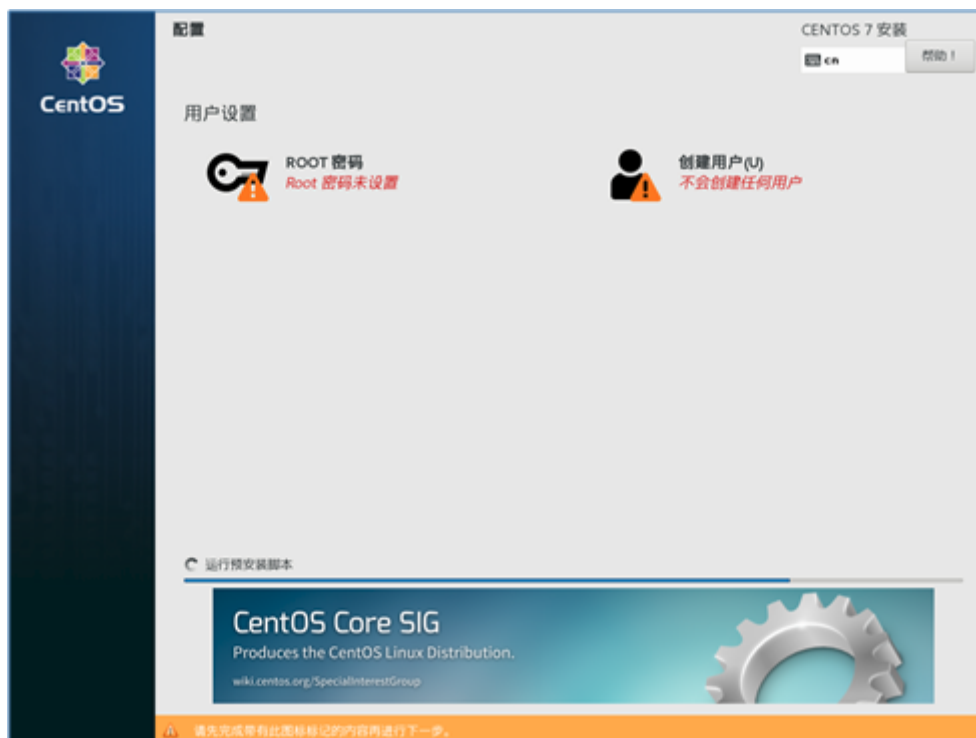 配置
CENTOS 7 安装
cn
帮助！
CentOS
用户设置
ROOT 密码
Root 密码未设置
创建用户(U)
不会创建任何用户
运行预安装脚本
CentOS Core SIG
Produces the CentOS Linux Distribution.
wiki.centos.org/SpecialInterestGroup
请先完成带有此图标标记的内容再进行下一步。